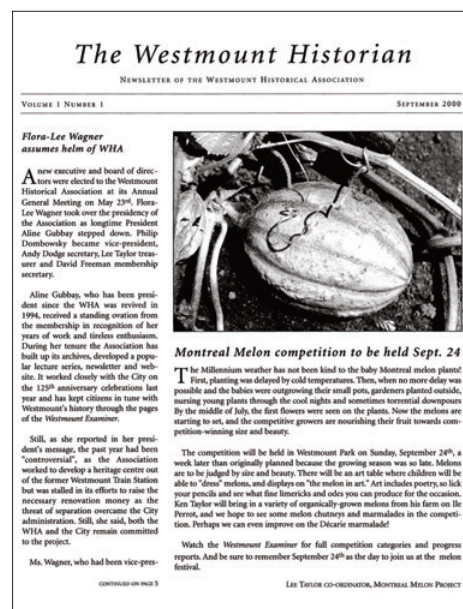 The Westmount Historian
NEWSLETTER OF THE WESTMOUNT HISTORICAL ASSOCIATION
VOLUME 1 NUMBER 1
SEPTEMBER 2000
Flora-Lee Wagner
assumes helm of WHA
A new executive and board of direc-
tors were elected to the Westmount
Historical Association at its Annual
General Meeting on May 23rd. Flora-
Lee Wagner took over the presidency of
the Association as longtime President
Aline Gubbay stepped down. Philip
Dombowsky became vice-president,
Andy Dodge secretary, Lee Taylor treas-
urer and David Freeman membership
secretary.
Aline Gubbay, who has been presi-
dent since the WHA was revived in
1994, received a standing ovation from
the membership in recognition of her
years of work and tireless enthusiasm.
During her tenure the Association has
built up its archives, developed a popu-
lar lecture series, newsletter and web-
site. It worked closely with the City on
the 125th anniversary celebrations last
year and has kept citizens in tune with
Westmount's history through the pages
of the Westmount Examiner.
Still, as she reported in her presi-
dent's message, the past year had been
"controversial", as the Association
worked to develop a heritage centre out
of the former Westmount Train Station
but was stalled in its efforts to raise the
necessary renovation money as the
threat of separation overcame the City
administration. Still, she said, both the
WHA and the City remain committed
to the project.
Ms. Wagner, who had been vice-pres-
CONTINUED ON PAGE 5
Montreal Melon competition to be held Sept. 24
The Millennium weather has not been kind to the baby Montreal melon plants!
First, planting was delayed by cold temperatures. Then, when no more delay was
possible and the babies were outgrowing their small pots, gardeners planted outside,
nursing young plants through the cool nights and sometimes torrential downpours
By the middle of July, the first flowers were seen on the plants. Now the melons are
starting to set, and the competitive growers are nourishing their fruit towards com-
petition-winning size and beauty.
The competition will be held in Westmount Park on Sunday, September 24th, a
week later than originally planned because the growing season was so late. Melons
are to be judged by size and beauty. There will be an art table where children will be
able to "dress" melons, and displays on "the melon in art." Art includes poetry, so lick
your pencils and see what fine limericks and odes you can produce for the occasion.
Ken Taylor will bring in a variety of organically-grown melons from his farm on Ile
Perrot, and we hope to see some melon chutneys and marmalades in the competi-
tion. Perhaps we can even improve on the Décarie marmalade!
Watch the Westmount Examiner for full competition categories and progress
reports. And be sure to remember September 24th as the day to join us at the melon
festival.
LEE TAYLOR CO-ORDINATOR, MONTREAL MELON PROJECT